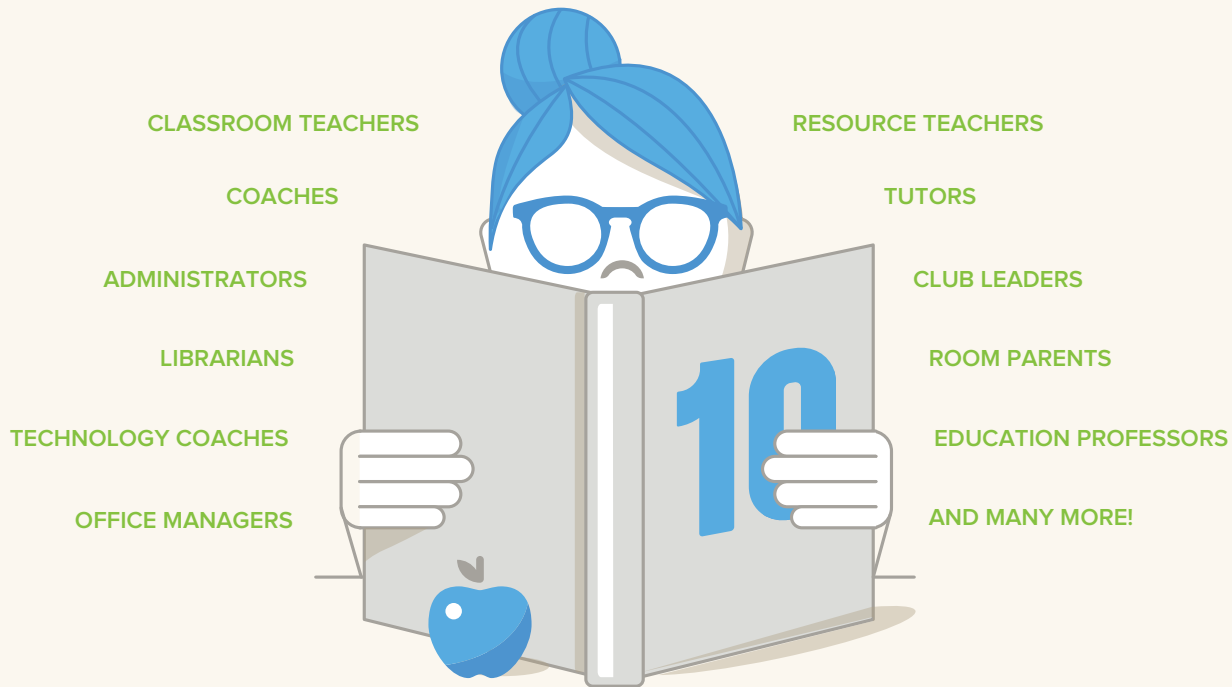 CLASSROOM TEACHERS
COACHES
ADMINISTRATORS
LIBRARIANS
TECHNOLOGY COACHES
OFFICE MANAGERS
10
RESOURCE TEACHERS
TUTORS
CLUB LEADERS
ROOM PARENTS
EDUCATION PROFESSORS
AND MANY MORE!